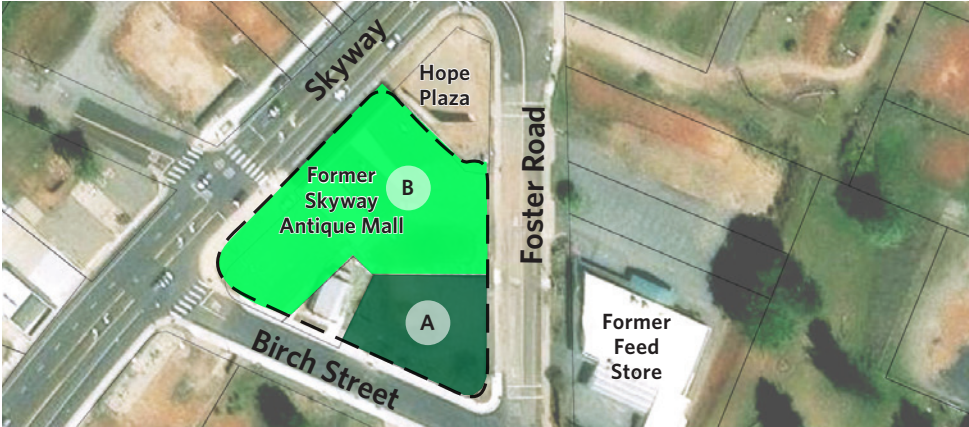 Skyway
Hope
Plaza
Foster Road
Former
Skyway
Antique Mall
B
A
Birch Street
Former
Feed
Store